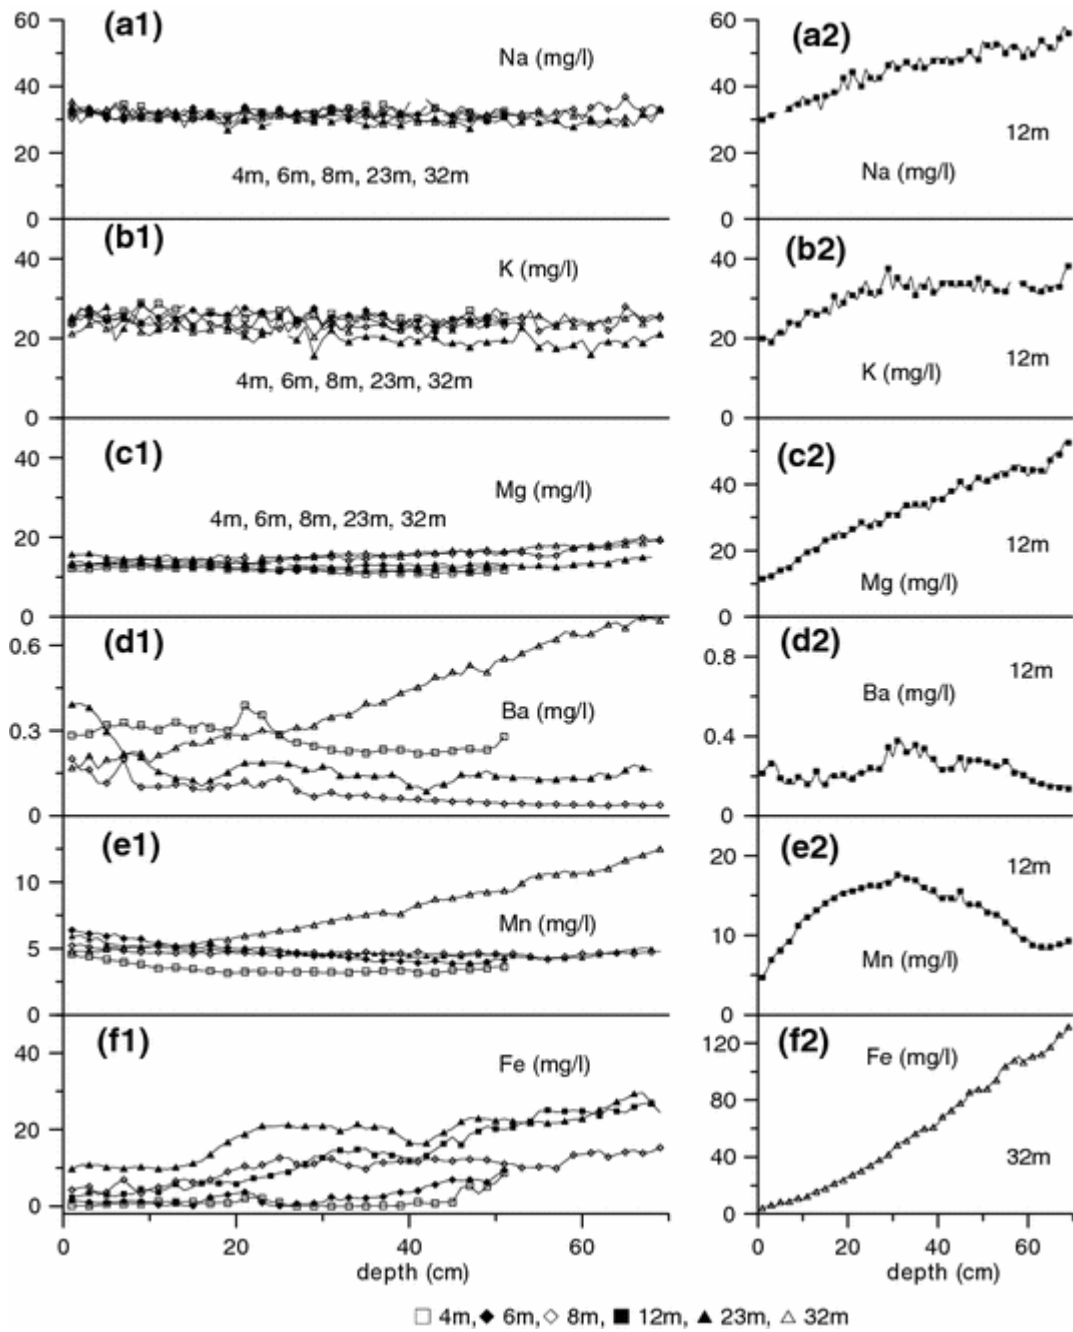 (a1)
Na (mg/l)
4m, 6m, 8m, 23m, 32m
60
40
20
0
(a2)
12m
Na (mg/l)
60
40
20
0
(b1)
K (mg/l)
4m, 6m, 8m, 23m, 32m
40
20
0
(b2)
12m
K (mg/l)
40
20
0
(c1)
Mg (mg/l)
4m, 6m, 8m, 23m, 32m
40
20
0
(c2)
12m
Mg (mg/l)
40
20
0
(d1)
Ba (mg/l)
0.6
0.3
0
(d2)
12m
Ba (mg/l)
0.8
0.4
0
(e1)
Mn (mg/l)
10
5
0
(e2)
12m
Mn (mg/l)
20
10
0
(f1)
Fe (mg/l)
40
30
20
10
0
(f2)
Fe (mg/l)
32m
120
80
40
0
0 20 40 60
depth (cm)
0 20 40 60
depth (cm)
4m, 6m, 8m, 12m, 23m, 32m